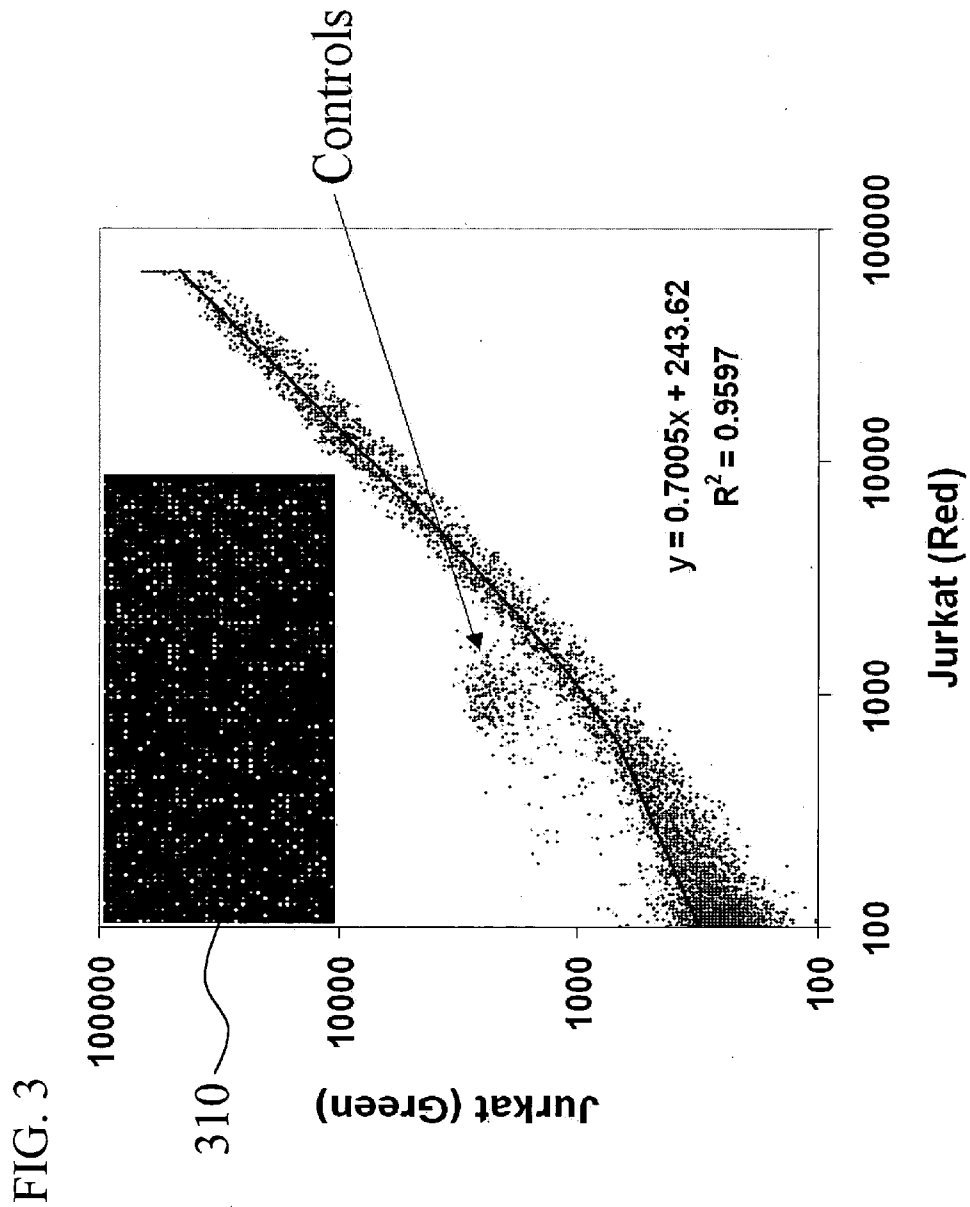 FIG. 3
310
Controls
100000
10000
1000
100
Jurkat (Green)
y = 0.7005x + 243.62
R² = 0.9597
100
1000
10000
100000
Jurkat (Red)